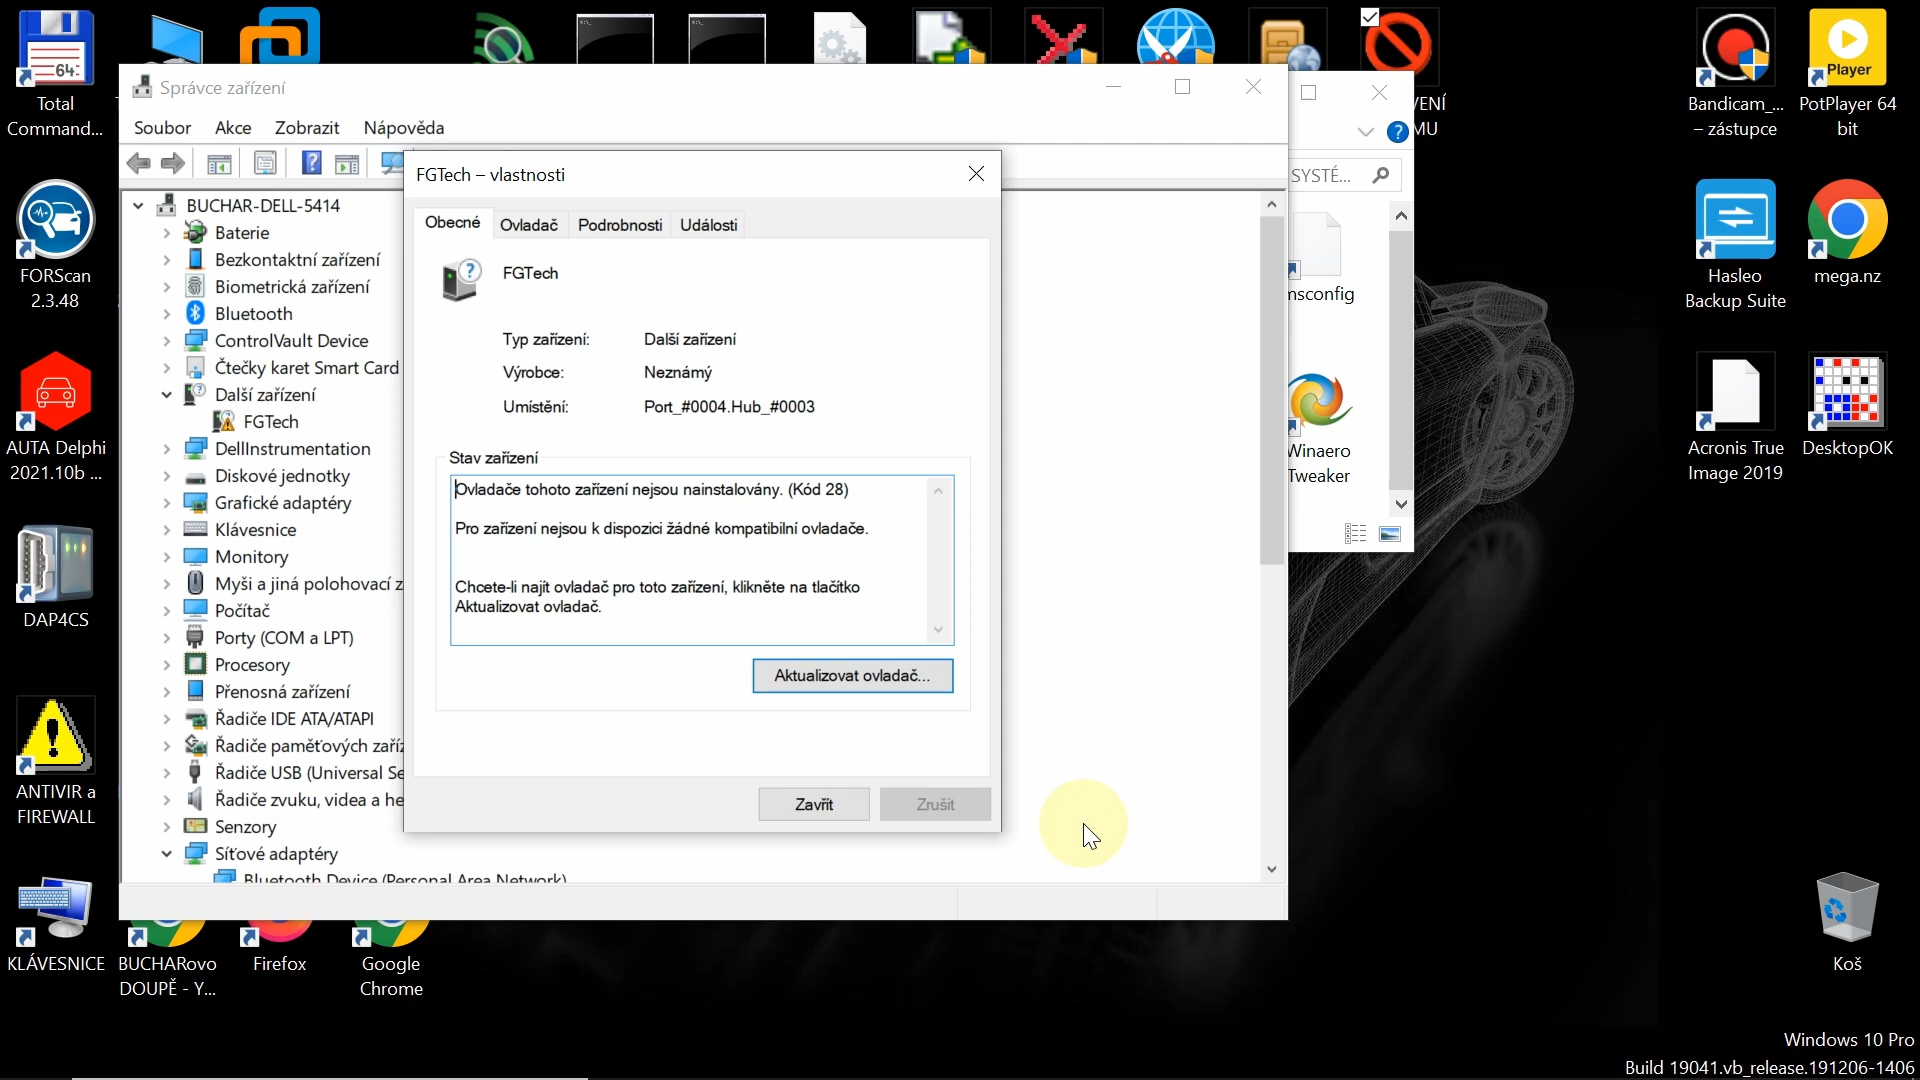 Total
Command...
64
VENÍ
MU
Bandicam_...
– zástupce
Player
PotPlayer 64
bit
Správce zařízení
Soubor
Akce
Zobrazit
Nápověda
FGTech – vlastnosti
SYSTÉ...
Obecné
Ovladač
Podrobnosti
Události
FGTech
Typ zařízení:
Další zařízení
Výrobce:
Neznámý
Umístění:
Port_#0004.Hub_#0003
Stav zařízení
Ovladače tohoto zařízení nejsou nainstalovány. (Kód 28)
Pro zařízení nejsou k dispozici žádné kompatibilní ovladače.
Chcete-li najít ovladač pro toto zařízení, klikněte na tlačítko
Aktualizovat ovladač.
Aktualizovat ovladač...
Zavřít
Zrušit
BUCHAR-DELL-5414
Baterie
Bezkontaktní zařízení
Biometrická zařízení
Bluetooth
ControlVault Device
Čtečky karet Smart Card
Další zařízení
FGTech
DellInstrumentation
Diskové jednotky
Grafické adaptéry
Klávesnice
Monitory
Myši a jiná polohovací z
Počítač
Porty (COM a LPT)
Procesory
Přenosná zařízení
Řadiče IDE ATA/ATAPI
Řadiče paměťových zaříz
Řadiče USB (Universal Se
Řadiče zvuku, videa a he
Senzory
Síťové adaptéry
Bluetooth Device (Personal Area Network)
FORScan
2.3.48
AUTA Delphi
2021.10b ...
DAP4CS
ANTIVIR a
FIREWALL
KLÁVESNICE
BUCHARovo
DOUPĚ - Y...
Firefox
Google
Chrome
msconfig
Winaero
Tweaker
Hasleo
Backup Suite
mega.nz
Acronis True
Image 2019
DesktopOK
Koš
Windows 10 Pro
Build 19041.vb_release.191206-1406